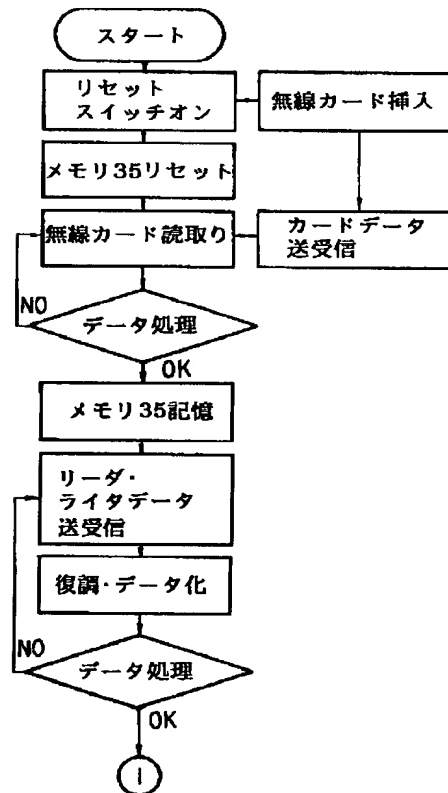 スタート
リセット
スイッチオン
無線カード挿入
メモリ35リセット
無線カード読取り
カードデータ
送受信
NO
データ処理
OK
メモリ35記憶
リーダ・
ライタデータ
送受信
復調・データ化
NO
データ処理
OK
I